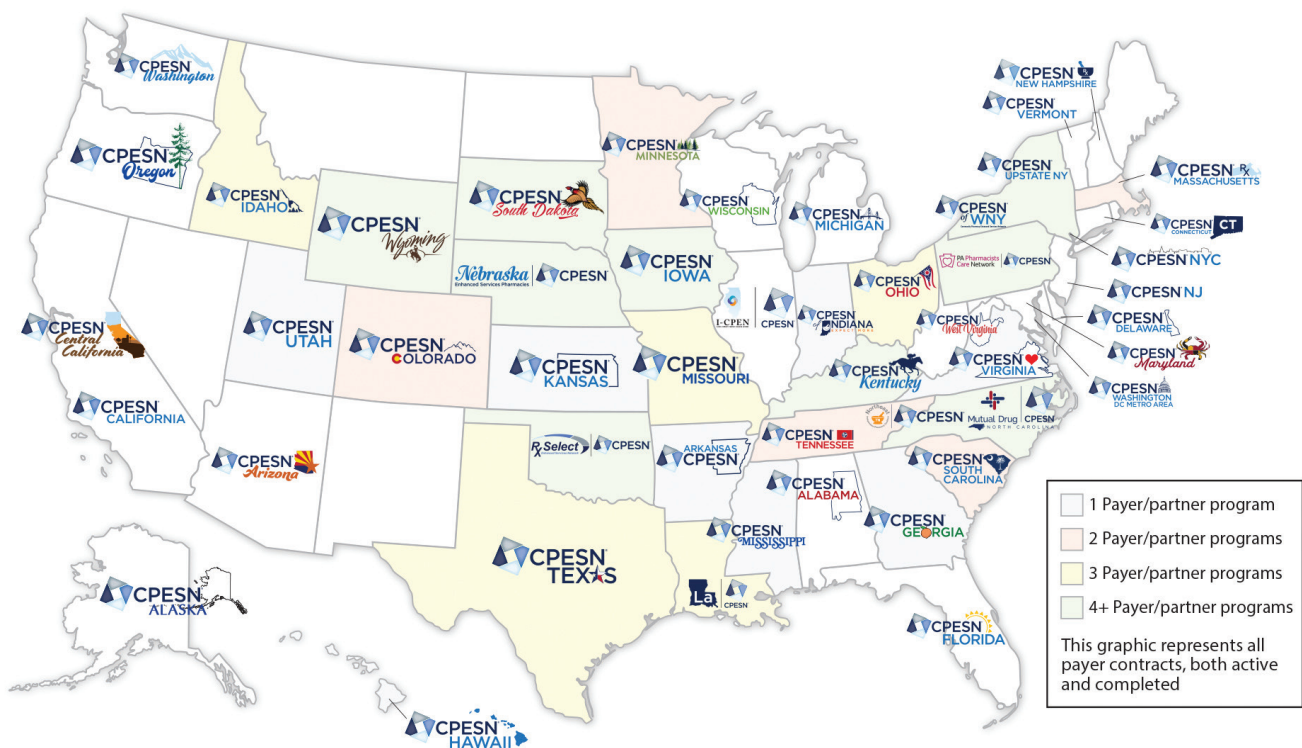 CPESN
Washington
CPESN
Oregon
CPESN
IDAHO
CPESN
Wyoming
CPESN
South Dakota
CPESN
MINNESOTA
CPESN
WISCONSIN
CPESN
MICHIGAN
CPESN
NEW HAMPSHIRE
CPESN
VERMONT
CPESN
UPSTATE NY
CPESN
MASSACHUSETTS
CPESN
of WNY
CPESN
CONNECTICUT
CT
CPESN NYC
CPESN NJ
CPESN
DELAWARE
CPESN
Maryland
CPESN
WASHINGTON
DC METRO AREA
Nebraska
Enhanced Services Pharmacies
CPESN
CPESN
IOWA
I-CPEN
CPESN
CPESN
of INDIANA
CPESN
OHIO
PA Pharmacists
Care Network
CPESN
CPESN
West Virginia
CPESN
VIRGINIA
CPESN
Central
California
CPESN
CALIFORNIA
CPESN
UTAH
CPESN
COLORADO
CPESN
KANSAS
CPESN
MISSOURI
CPESN
Kentucky
CPESN
Arizona
RxSelect
CPESN
ARKANSAS
CPESN
CPESN
TENNESSEE
CPESN
Mutual Drug
NORTH CAROLINA
CPESN
CPESN
SOUTH
CAROLINA
CPESN
TEXAS
CPESN
MISSISSIPPI
CPESN
ALABAMA
CPESN
GEORGIA
La
CPESN
CPESN
FLORIDA
CPESN
ALASKA
CPESN
HAWAII
1 Payer/partner program
2 Payer/partner programs
3 Payer/partner programs
4+ Payer/partner programs
This graphic represents all
payer contracts, both active
and completed